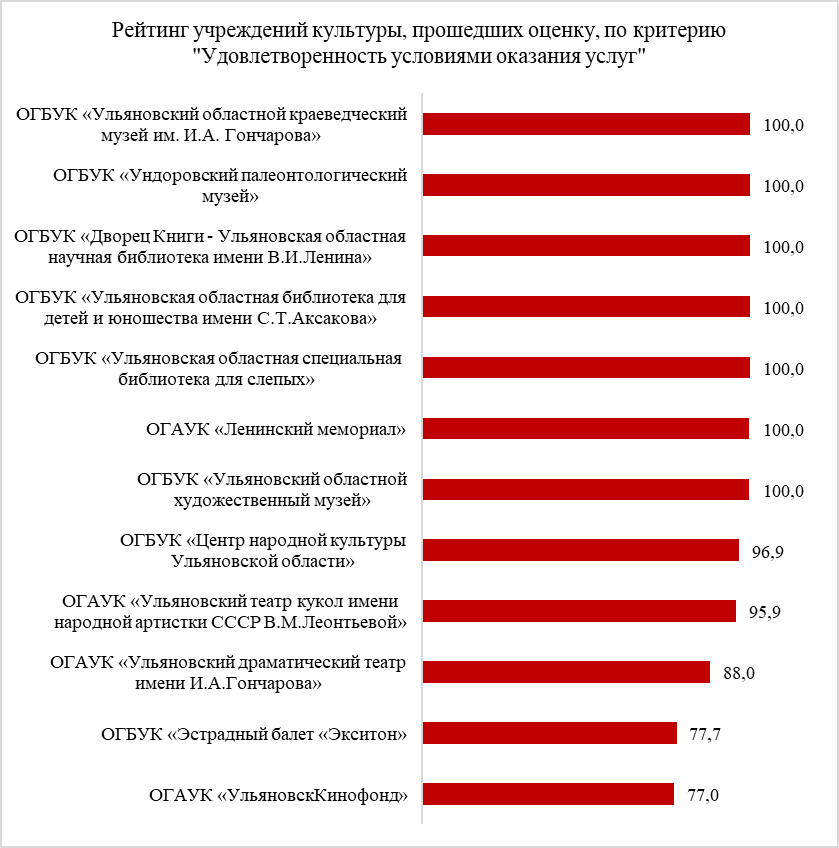 Рейтинг учреждений культуры, прошедших оценку, по критерию
"Удовлетворенность условиями оказания услуг"
ОГБУК «Ульяновский областной краеведческий
музей им. И.А. Гончарова»
100,0
ОГБУК «Ундоровский палеонтологический
музей»
100,0
ОГБУК «Дворец Книги - Ульяновская областная
научная библиотека имени В.И.Ленина»
100,0
ОГБУК «Ульяновская областная библиотека для
детей и юношества имени С.Т.Аксакова»
100,0
ОГБУК «Ульяновская областная специальная
библиотека для слепых»
100,0
ОГАУК «Ленинский мемориал»
100,0
ОГБУК «Ульяновский областной
художественный музей»
100,0
ОГБУК «Центр народной культуры
Ульяновской области»
96,9
ОГАУК «Ульяновский театр кукол имени
народной артистки СССР В.М.Леонтьевой»
95,9
ОГАУК «Ульяновский драматический театр
имени И.А.Гончарова»
88,0
ОГБУК «Эстрадный балет «Экситон»
77,7
ОГАУК «УльяновскКинофонд»
77,0